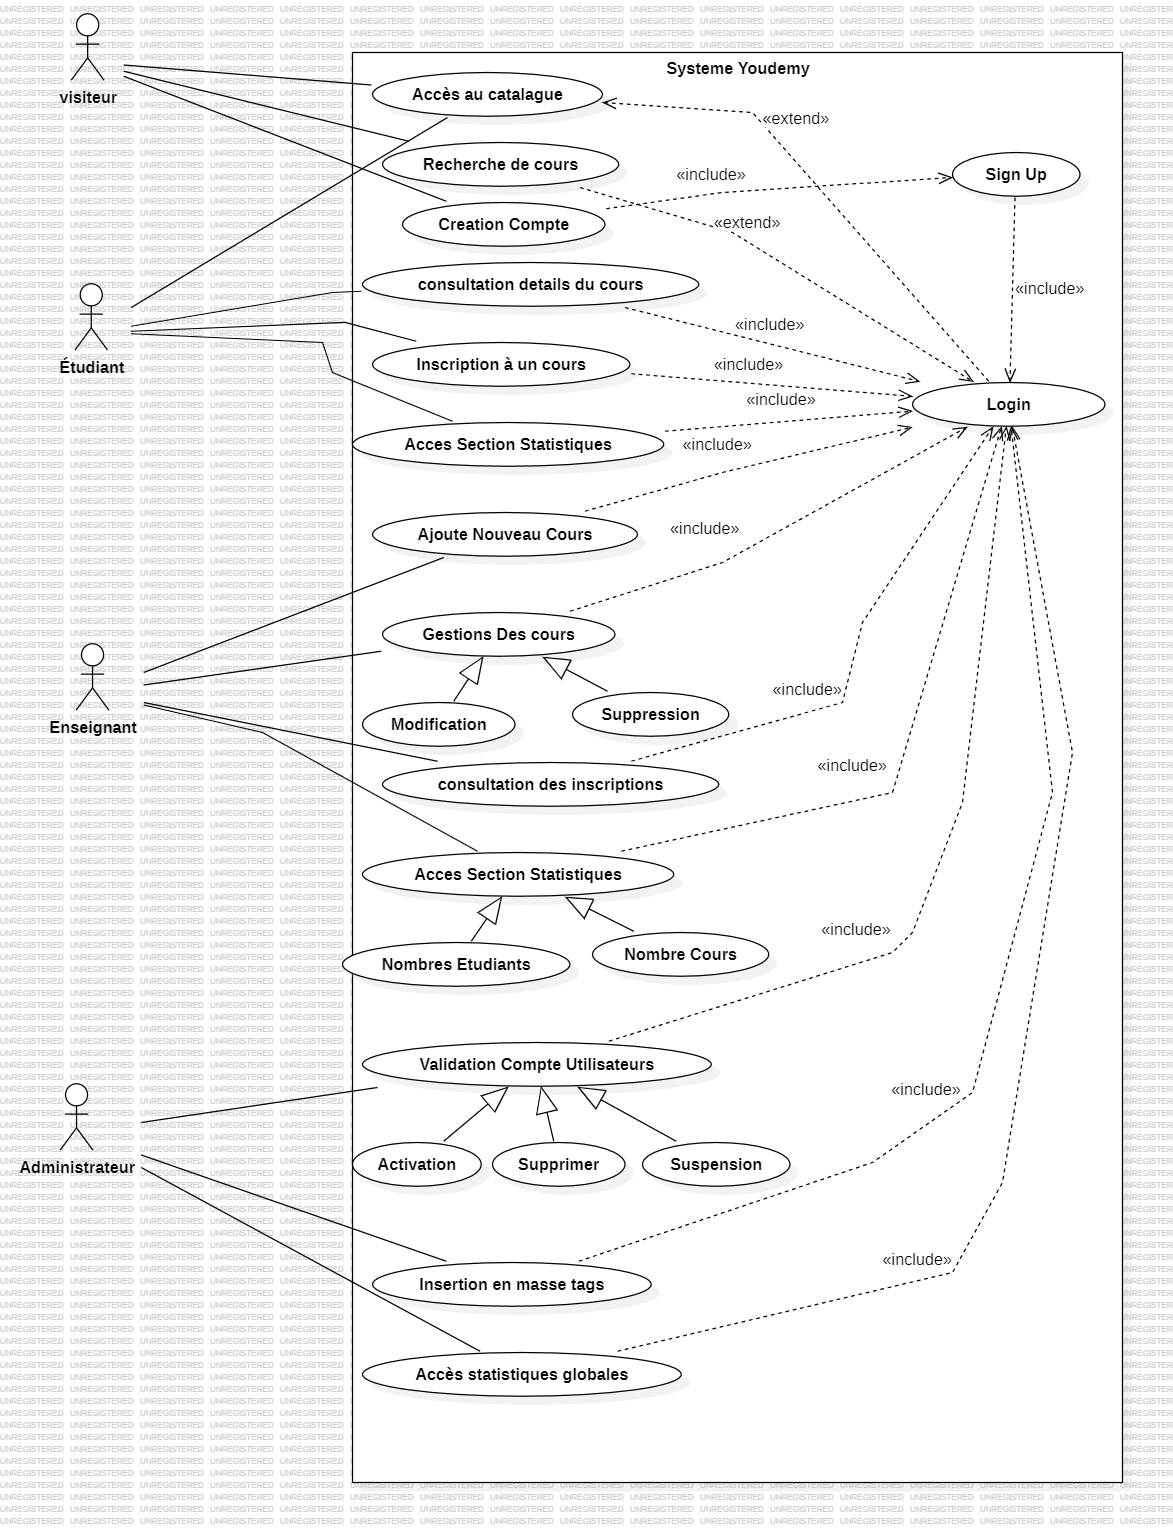 visiteur
Systeme Youdemy
Accès au catalague
«extend»
Recherche de cours
«include»
Sign Up
Creation Compte
«extend»
consultation details du cours
«include»
«include»
Étudiant
Inscription à un cours
«include»
«include»
Login
Acces Section Statistiques
«include»
Ajoute Nouveau Cours
«include»
Gestions Des cours
«include»
Modification
Suppression
Enseignant
consultation des inscriptions
«include»
Acces Section Statistiques
«include»
Nombres Etudiants
Nombre Cours
Validation Compte Utilisateurs
«include»
Activation
Supprimer
Suspension
Administrateur
Insertion en masse tags
«include»
Accès statistiques globales
UNREGISTERED